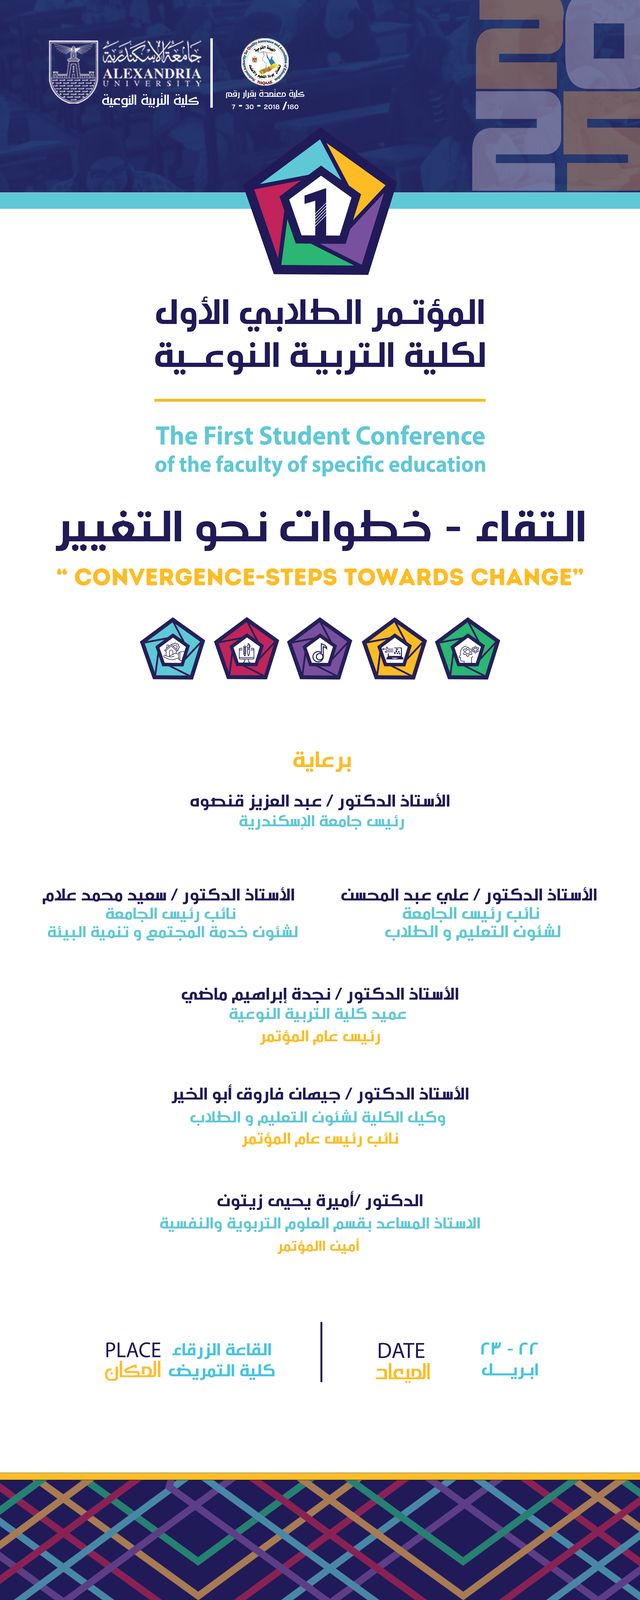 جامعة الإسكندرية
ALEXANDRIA
UNIVERSITY
كلية التربية النوعية
كلية معتمدة بقرار رقم
7 - 30 - 2018 /180
2025
1
المؤتمر الطلابي الأول
لكلية التربية النوعية
The First Student Conference
of the faculty of specific education
التقاء - خطوات نحو التغيير
“ CONVERGENCE-STEPS TOWARDS CHANGE”
برعاية
الأستاذ الدكتور / عبد العزيز قنصوه
رئيس جامعة الإسكندرية
الأستاذ الدكتور / علي عبد المحسن
نائب رئيس الجامعة
لشئون التعليم و الطلاب
الأستاذ الدكتور / سعيد محمد علام
نائب رئيس الجامعة
لشئون خدمة المجتمع و تنمية البيئة
الأستاذ الدكتور / نجدة إبراهيم ماضي
عميد كلية التربية النوعية
رئيس عام المؤتمر
الأستاذ الدكتور / جيهان فاروق أبو الخير
وكيل الكلية لشئون التعليم و الطلاب
نائب رئيس عام المؤتمر
الدكتور /أميرة يحيى زيتون
الاستاذ المساعد بقسم العلوم التربوية والنفسية
أمين االمؤتمر
DATE
الميعاد
٢٢ - ٢٣
ابريل
PLACE
المكان
القاعة الزرقاء
كلية التمريض